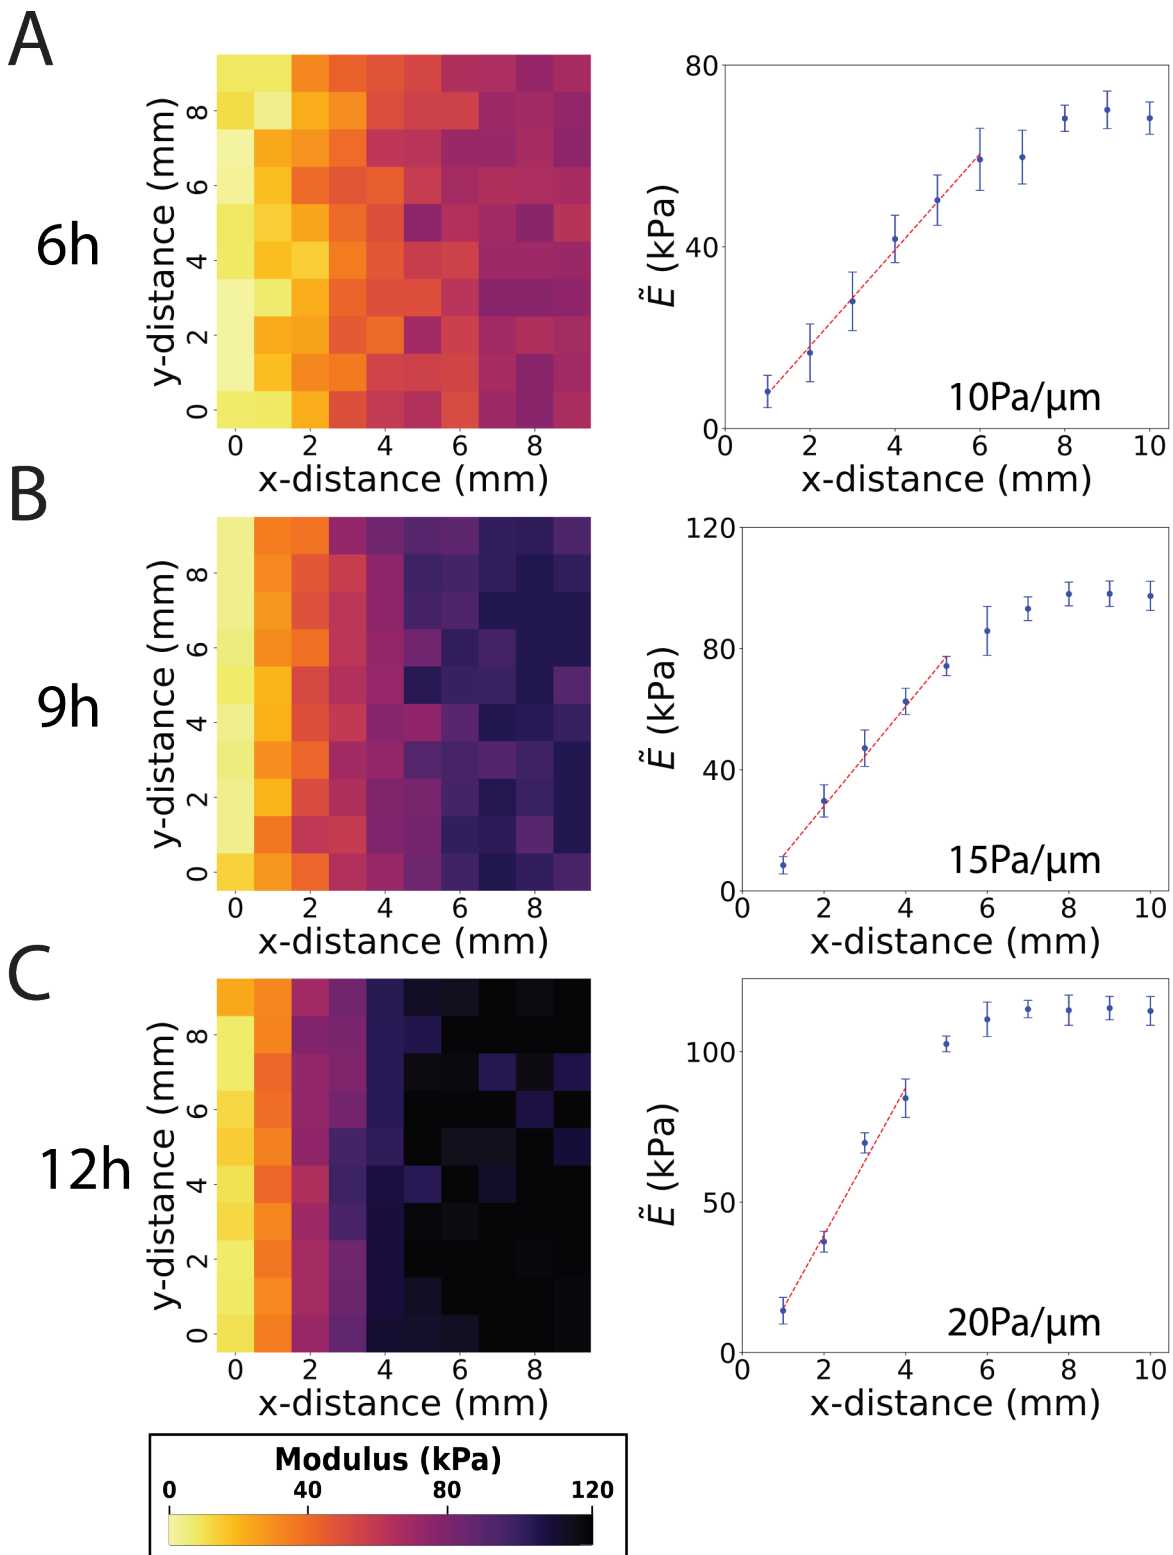 A
6h
y-distance (mm)
8
6
4
2
0
0 2 4 6 8
x-distance (mm)
Ẽ (kPa)
80
40
0
10Pa/µm
0 2 4 6 8 10
x-distance (mm)
B
9h
y-distance (mm)
8
6
4
2
0
0 2 4 6 8
x-distance (mm)
Ẽ (kPa)
120
80
40
0
15Pa/µm
0 2 4 6 8 10
x-distance (mm)
C
12h
y-distance (mm)
8
6
4
2
0
0 2 4 6 8
x-distance (mm)
Ẽ (kPa)
100
50
0
20Pa/µm
0 2 4 6 8 10
x-distance (mm)
Modulus (kPa)
0 40 80 120